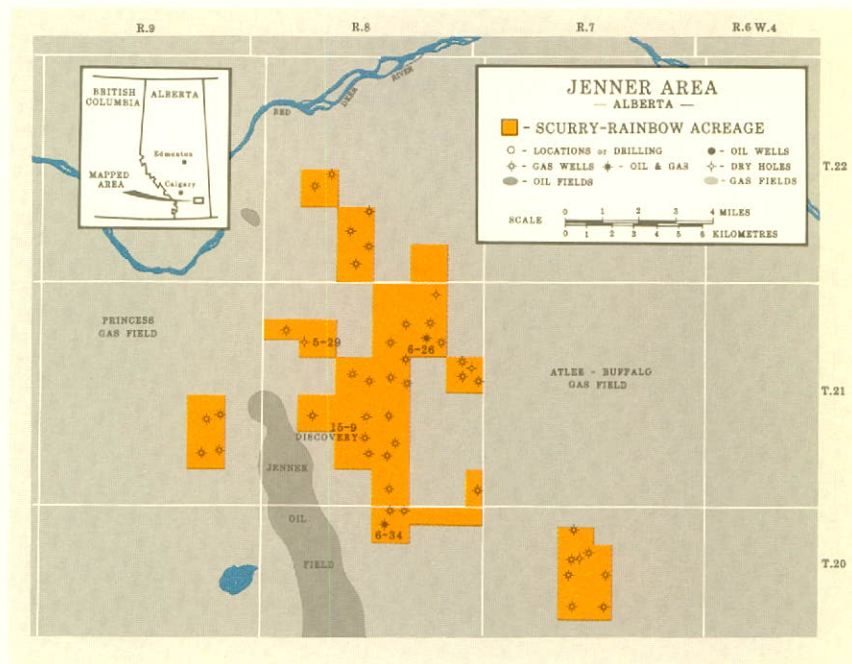 R.9 R.8 R.7 R.6 W.4
BRITISH
COLUMBIA
ALBERTA
Edmonton
MAPPED
AREA
Calgary
RED DEER RIVER
JENNER AREA
— ALBERTA —
- SCURRY-RAINBOW ACREAGE
- LOCATIONS or DRILLING
- OIL WELLS
- GAS WELLS
- OIL & GAS
- DRY HOLES
- OIL FIELDS
- GAS FIELDS
SCALE
0 1 2 3 4 MILES
0 1 2 3 4 5 6 KILOMETRES
T.22
PRINCESS
GAS FIELD
5-29
6-26
ATLEE - BUFFALO
GAS FIELD
T.21
15-9
DISCOVERY
JENNER
OIL
FIELD
6-34
T.20